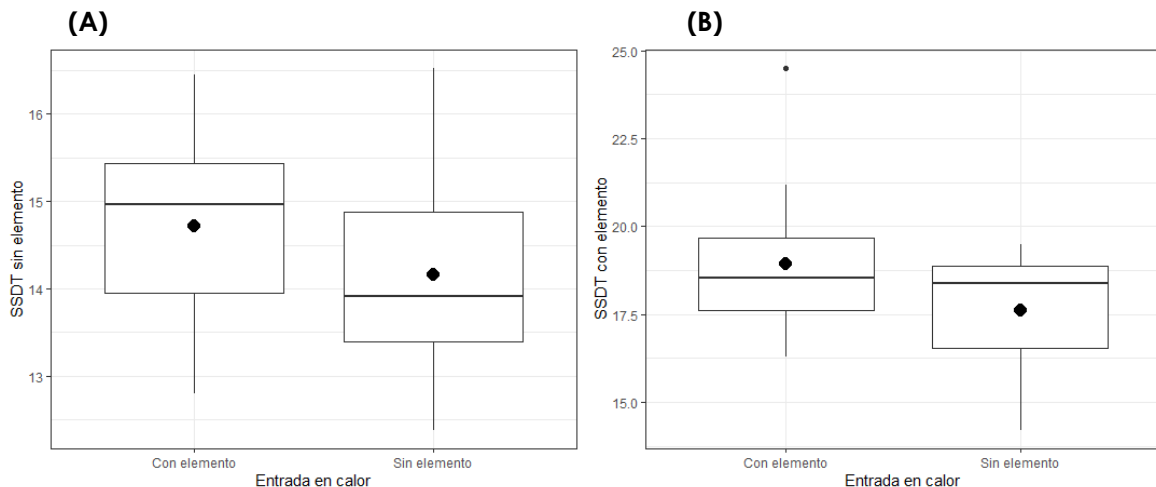 (A)
SSDT sin elemento
16
15
14
13
Con elemento
Sin elemento
Entrada en calor
(B)
SSDT con elemento
25.0
22.5
20.0
17.5
15.0
Con elemento
Sin elemento
Entrada en calor